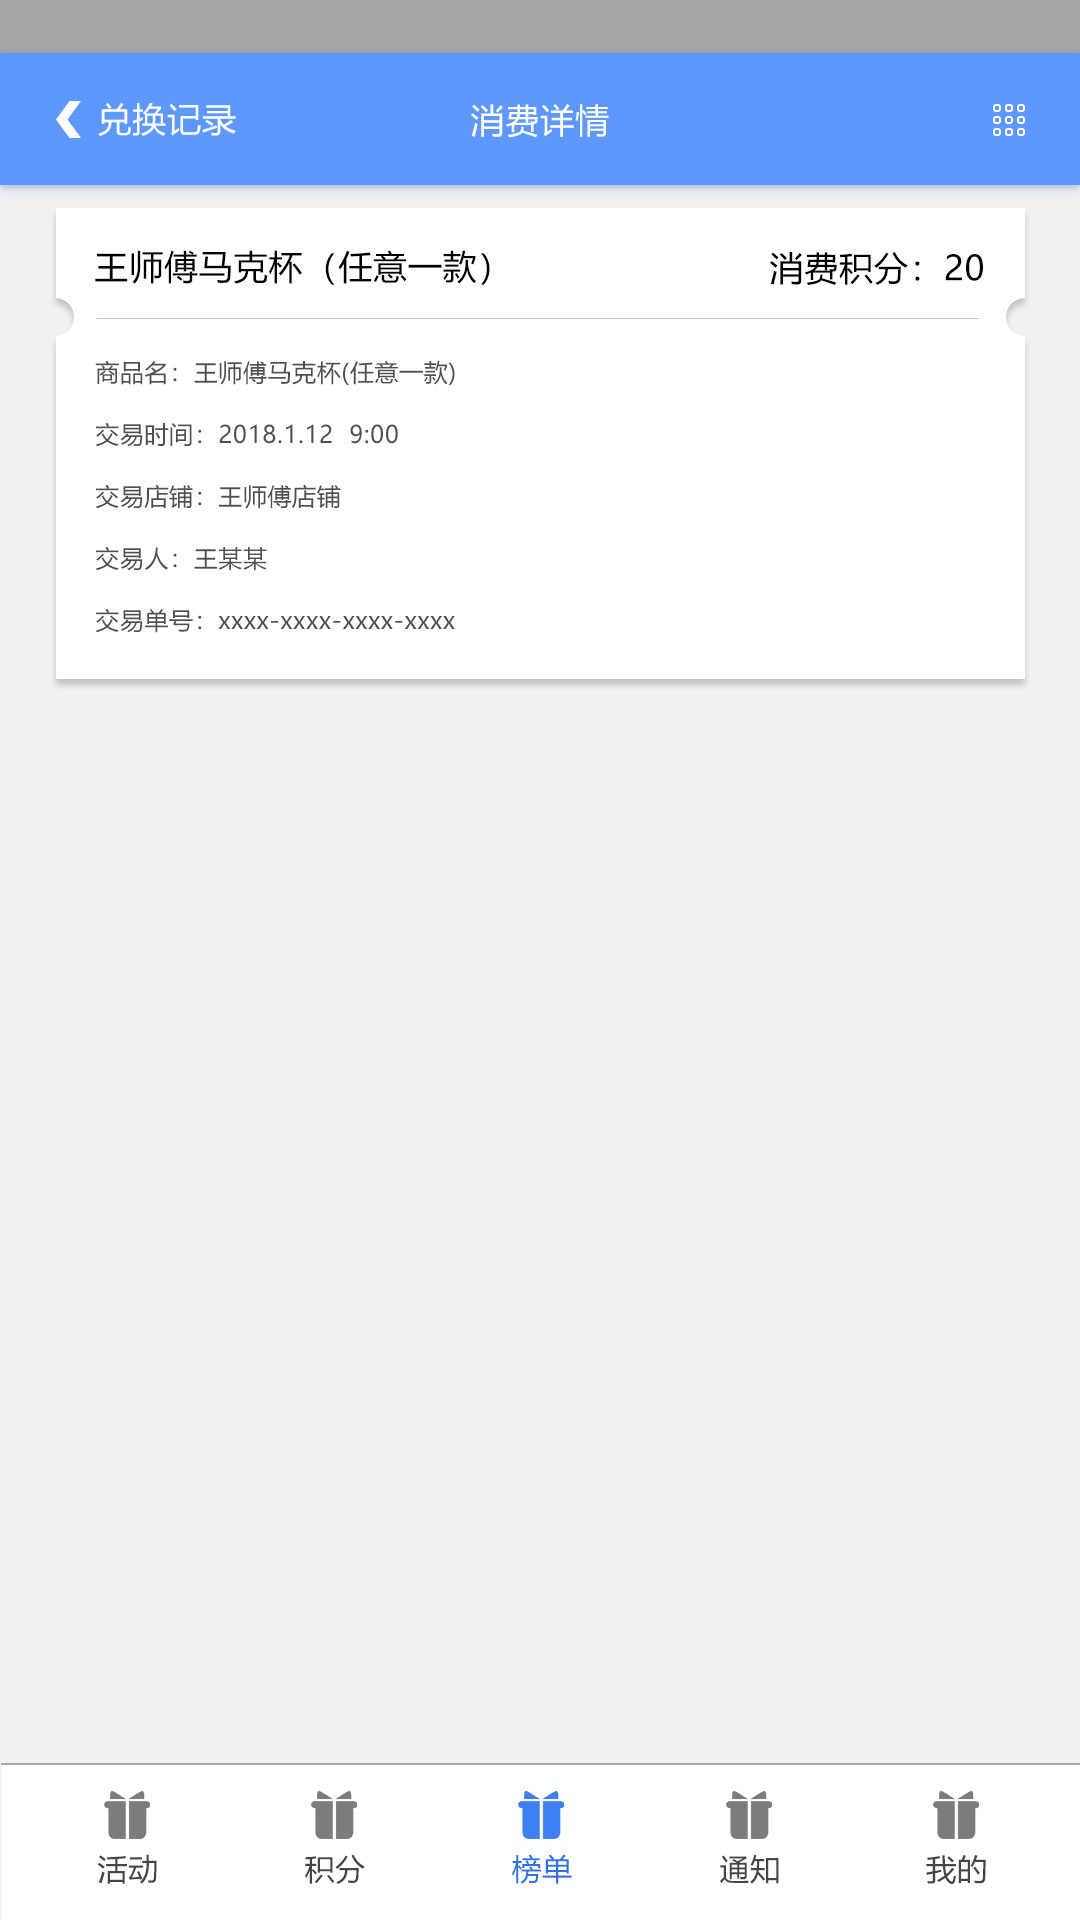 兑换记录
消费详情
王师傅马克杯（任意一款）
消费积分：20
商品名：王师傅马克杯(任意一款)
交易时间：2018.1.12  9:00
交易店铺：王师傅店铺
交易人：王某某
交易单号：xxxx-xxxx-xxxx-xxxx
活动
积分
榜单
通知
我的